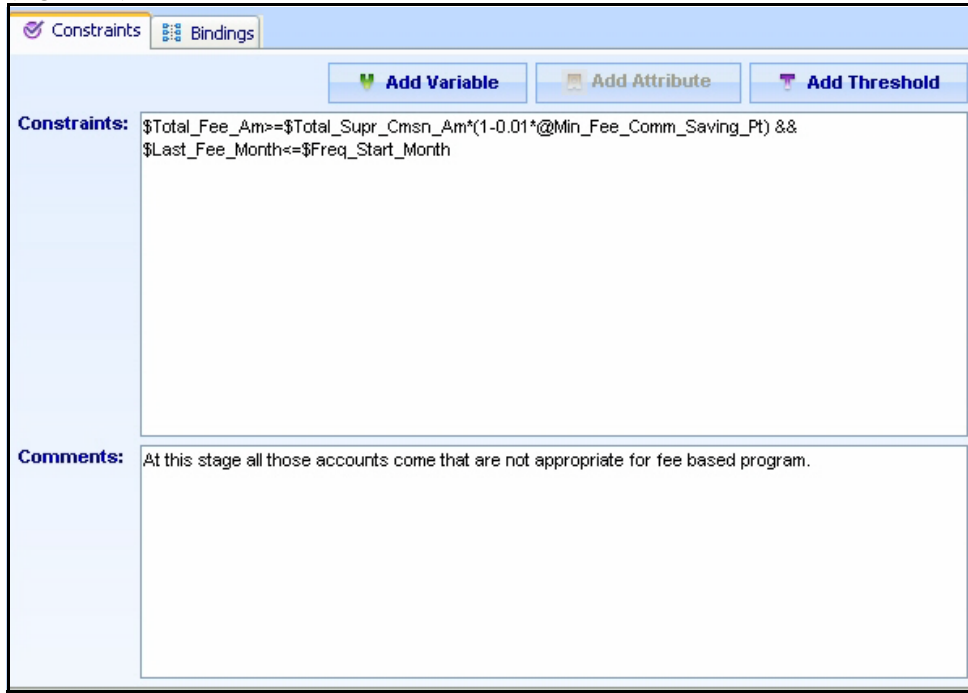 Constraints Bindings
Add Variable Add Attribute Add Threshold
Constraints: $Total_Fee_Am>=$Total_Supr_Cmsn_Am*(1-0.01*@Min_Fee_Comm_Saving_Pt) &&
$Last_Fee_Month<=$Freq_Start_Month
Comments: At this stage all those accounts come that are not appropriate for fee based program.